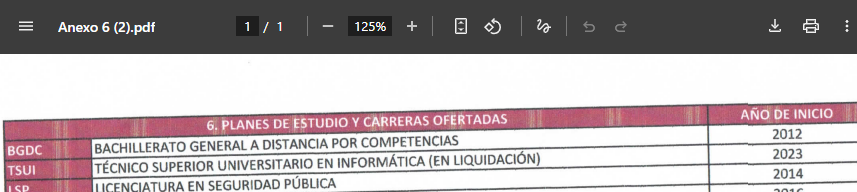 Anexo 6 (2).pdf 1 / 1 125%
6. PLANES DE ESTUDIO Y CARRERAS OFERTADAS AÑO DE INICIO
BGDC BACHILLERATO GENERAL A DISTANCIA POR COMPETENCIAS 2012
TSUI TÉCNICO SUPERIOR UNIVERSITARIO EN INFORMÁTICA (EN LIQUIDACIÓN) 2023
LSP LICENCIATURA EN SEGURIDAD PÚBLICA 2014